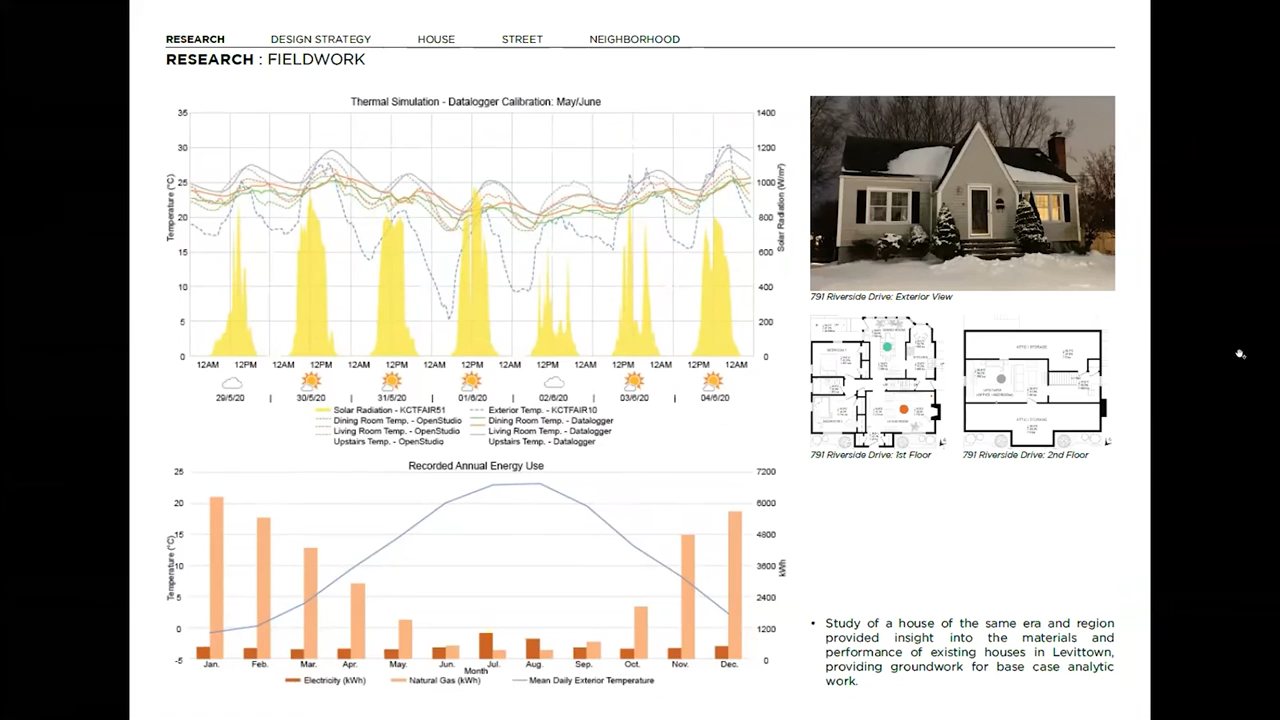 RESEARCH DESIGN STRATEGY HOUSE STREET NEIGHBORHOOD
RESEARCH : FIELDWORK
Thermal Simulation - Datalogger Calibration: May/June
35 1400
30 1200
25 1000
20 800
15 600
10 400
5 200
0 0
Temperature (°C)
Solar Radiation (W/m²)
12AM 12PM 12AM 12PM 12AM 12PM 12AM 12PM 12AM 12PM 12AM 12PM 12PM 12AM
29/5/20 | 30/5/20 | 31/5/20 | 01/6/20 | 02/6/20 | 03/6/20 | 04/6/20
Solar Radiation - KCTFAIR51 Exterior Temp. - KCTFAIR10
Dining Room Temp. - OpenStudio Dining Room Temp. - Datalogger
Living Room Temp. - OpenStudio Living Room Temp. - Datalogger
Upstairs Temp. - OpenStudio Upstairs Temp. - Datalogger
Recorded Annual Energy Use
25 7200
20 6000
15 4800
10 3600
5 2400
0 1200
-5 0
Temperature (°C)
kWh
Jan. Feb. Mar. Apr. May. Jun. Jul. Aug. Sep. Oct. Nov. Dec.
Month
Electricity (kWh) Natural Gas (kWh) Mean Daily Exterior Temperature
791 Riverside Drive: Exterior View
ATTIC STORAGE
ATTIC STORAGE
791 Riverside Drive: 1st Floor 791 Riverside Drive: 2nd Floor
• Study of a house of the same era and region
provided insight into the materials and
performance of existing houses in Levittown,
providing groundwork for base case analytic
work.